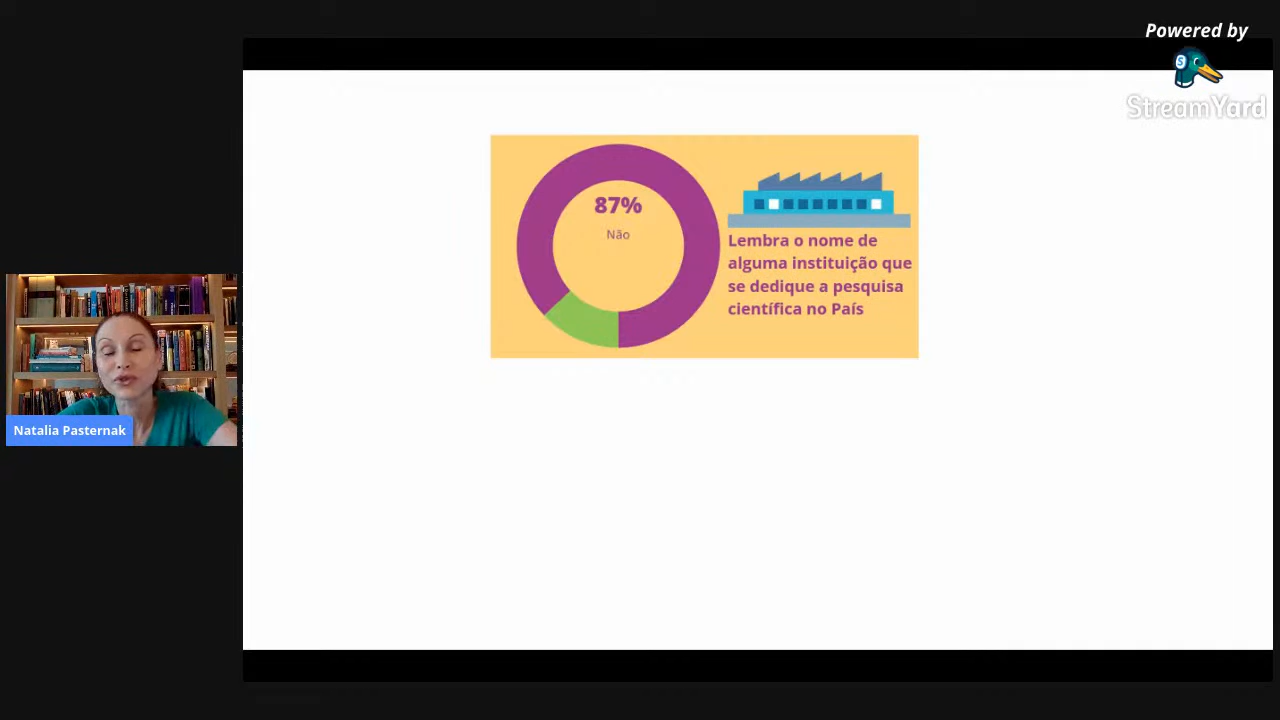 Powered by
StreamYard
87%
Não
Lembra o nome de
alguma instituição que
se dedique a pesquisa
científica no País
Natalia Pasternak